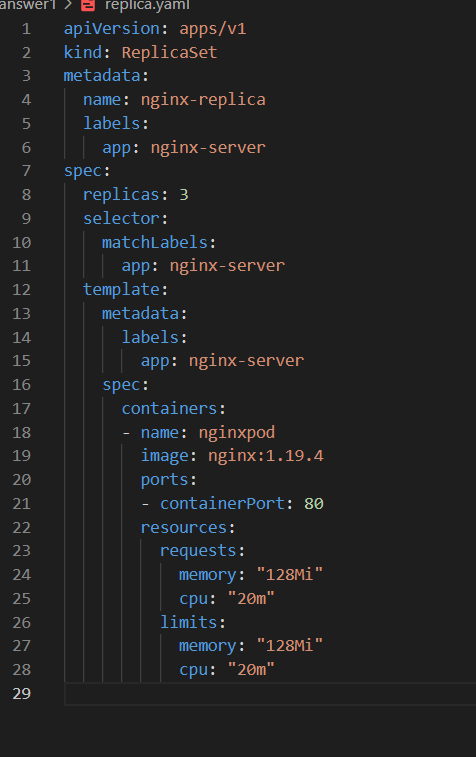 answer1 > replica.yaml
1 apiVersion: apps/v1
2 kind: ReplicaSet
3 metadata:
4   name: nginx-replica
5   labels:
6     app: nginx-server
7 spec:
8   replicas: 3
9   selector:
10     matchLabels:
11       app: nginx-server
12   template:
13     metadata:
14       labels:
15         app: nginx-server
16     spec:
17       containers:
18       - name: nginxpod
19         image: nginx:1.19.4
20         ports:
21         - containerPort: 80
22         resources:
23           requests:
24             memory: "128Mi"
25             cpu: "20m"
26           limits:
27             memory: "128Mi"
28             cpu: "20m"
29